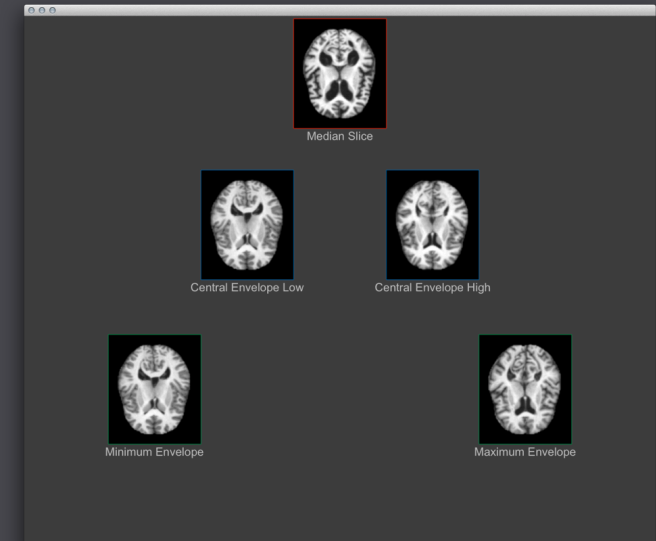 Median Slice
Central Envelope Low
Central Envelope High
Minimum Envelope
Maximum Envelope